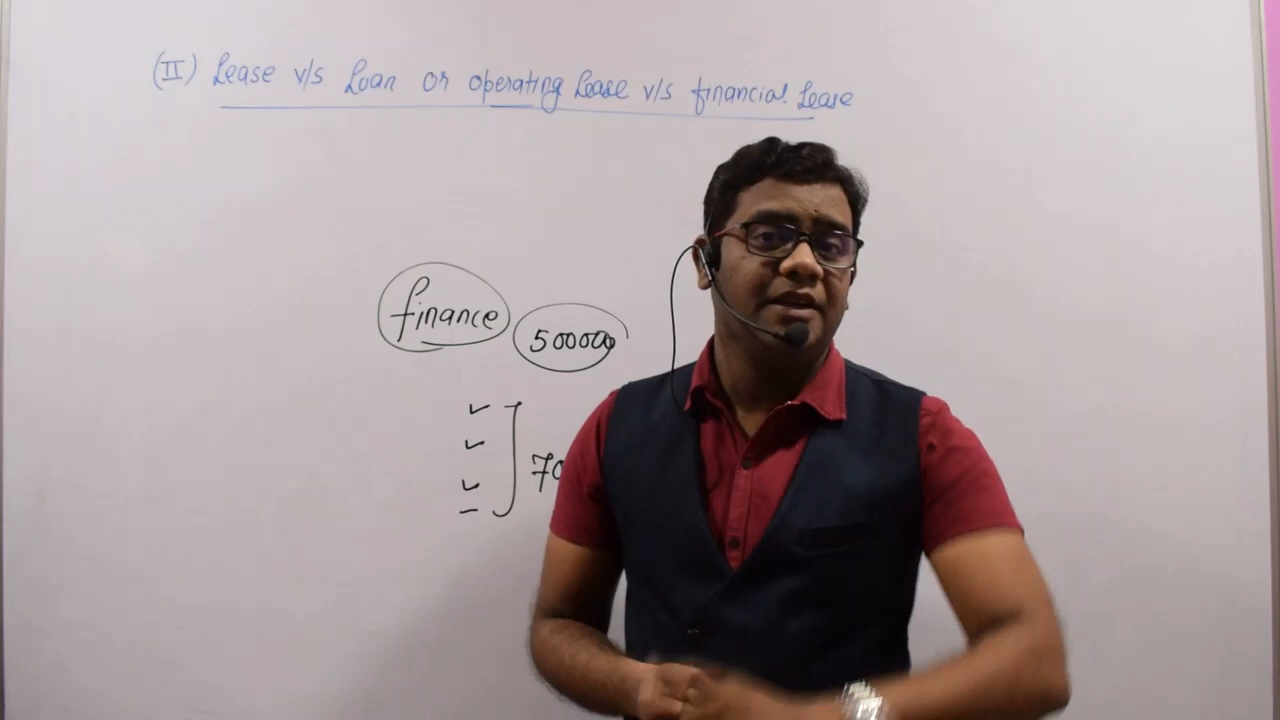 (II) Lease v/s Loan or operating Lease v/s financial Lease
finance
500000
70